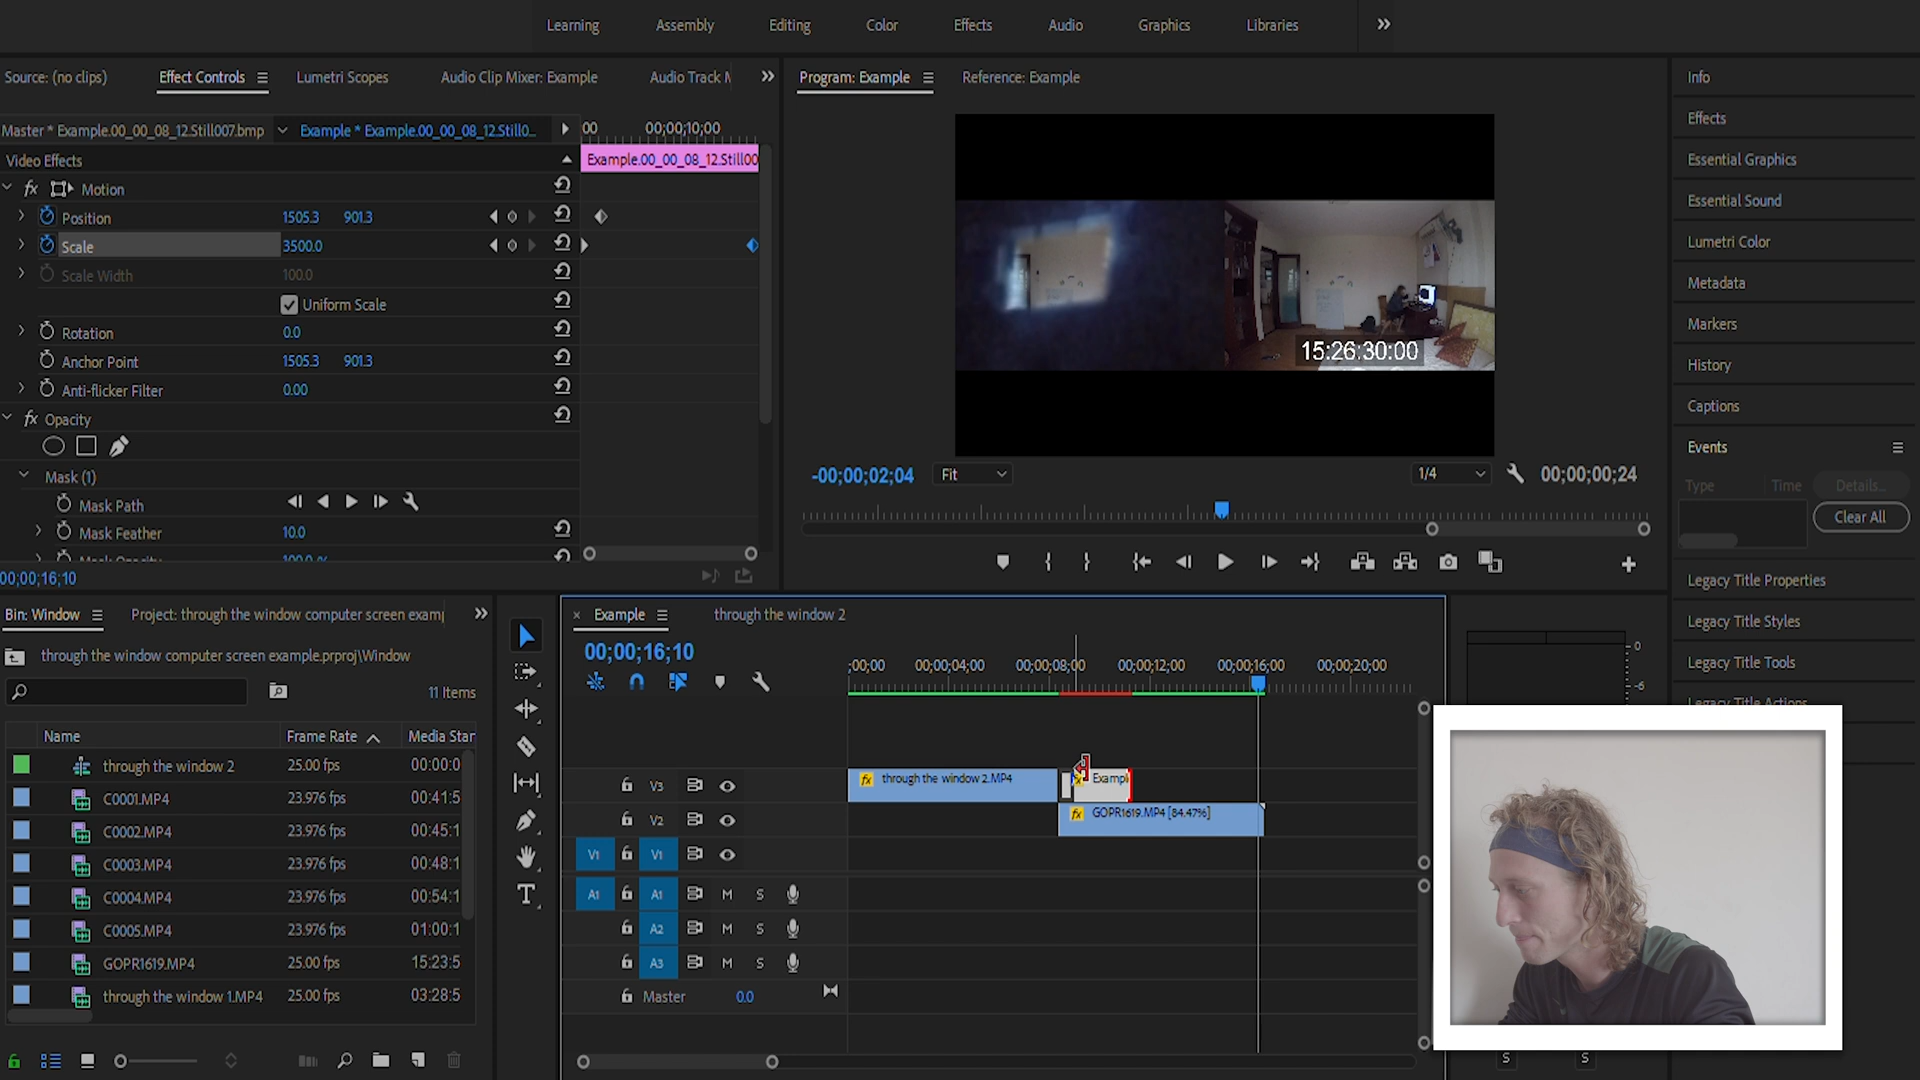 Learning Assembly Editing Color Effects Audio Graphics Libraries
Source: (no clips) Effect Controls Lumetri Scopes Audio Clip Mixer: Example Audio Track
Master * Example.00_00_08_12.Still007.bmp Example * Example.00_00_08_12.Still0...
00 00;00;10;00
Video Effects
Example.00_00_08_12.Still00
fx Motion
Position 1505.3 901.3
Scale 3500.0
Scale Width 100.0
Uniform Scale
Rotation 0.0
Anchor Point 1505.3 901.3
Anti-flicker Filter 0.00
fx Opacity
Mask (1)
Mask Path
Mask Feather 10.0
Mask Opacity 100.0 %
00;00;16;10
Program: Example Reference: Example
15:26:30:00
-00;00;02;04 Fit 1/4 00;00;00;24
Info
Effects
Essential Graphics
Essential Sound
Lumetri Color
Metadata
Markers
History
Captions
Events
Type Time Details...
Clear All
Legacy Title Properties
Legacy Title Styles
Legacy Title Tools
Legacy Title Actions
Bin: Window Project: through the window computer screen exam
through the window computer screen example.prproj\Window
11 Items
Name Frame Rate Media Star
through the window 2 25.00 fps 00:00:0
C0001.MP4 23.976 fps 00:41:5
C0002.MP4 23.976 fps 00:45:1
C0003.MP4 23.976 fps 00:48:1
C0004.MP4 23.976 fps 00:54:1
C0005.MP4 23.976 fps 01:00:1
GOPR1619.MP4 25.00 fps 15:23:5
through the window 1.MP4 25.00 fps 03:28:5
× Example through the window 2
00;00;16;10
;00;00 00;00;04;00 00;00;08;00 00;00;12;00 00;00;16;00 00;00;20;00
V3 fx through the window 2.MP4 fx Exampl
V2 fx GOPR1619.MP4 [84.47%]
V1 V1
A1 A1 M S
A2 M S
A3 M S
Master 0.0
0
-6
S S